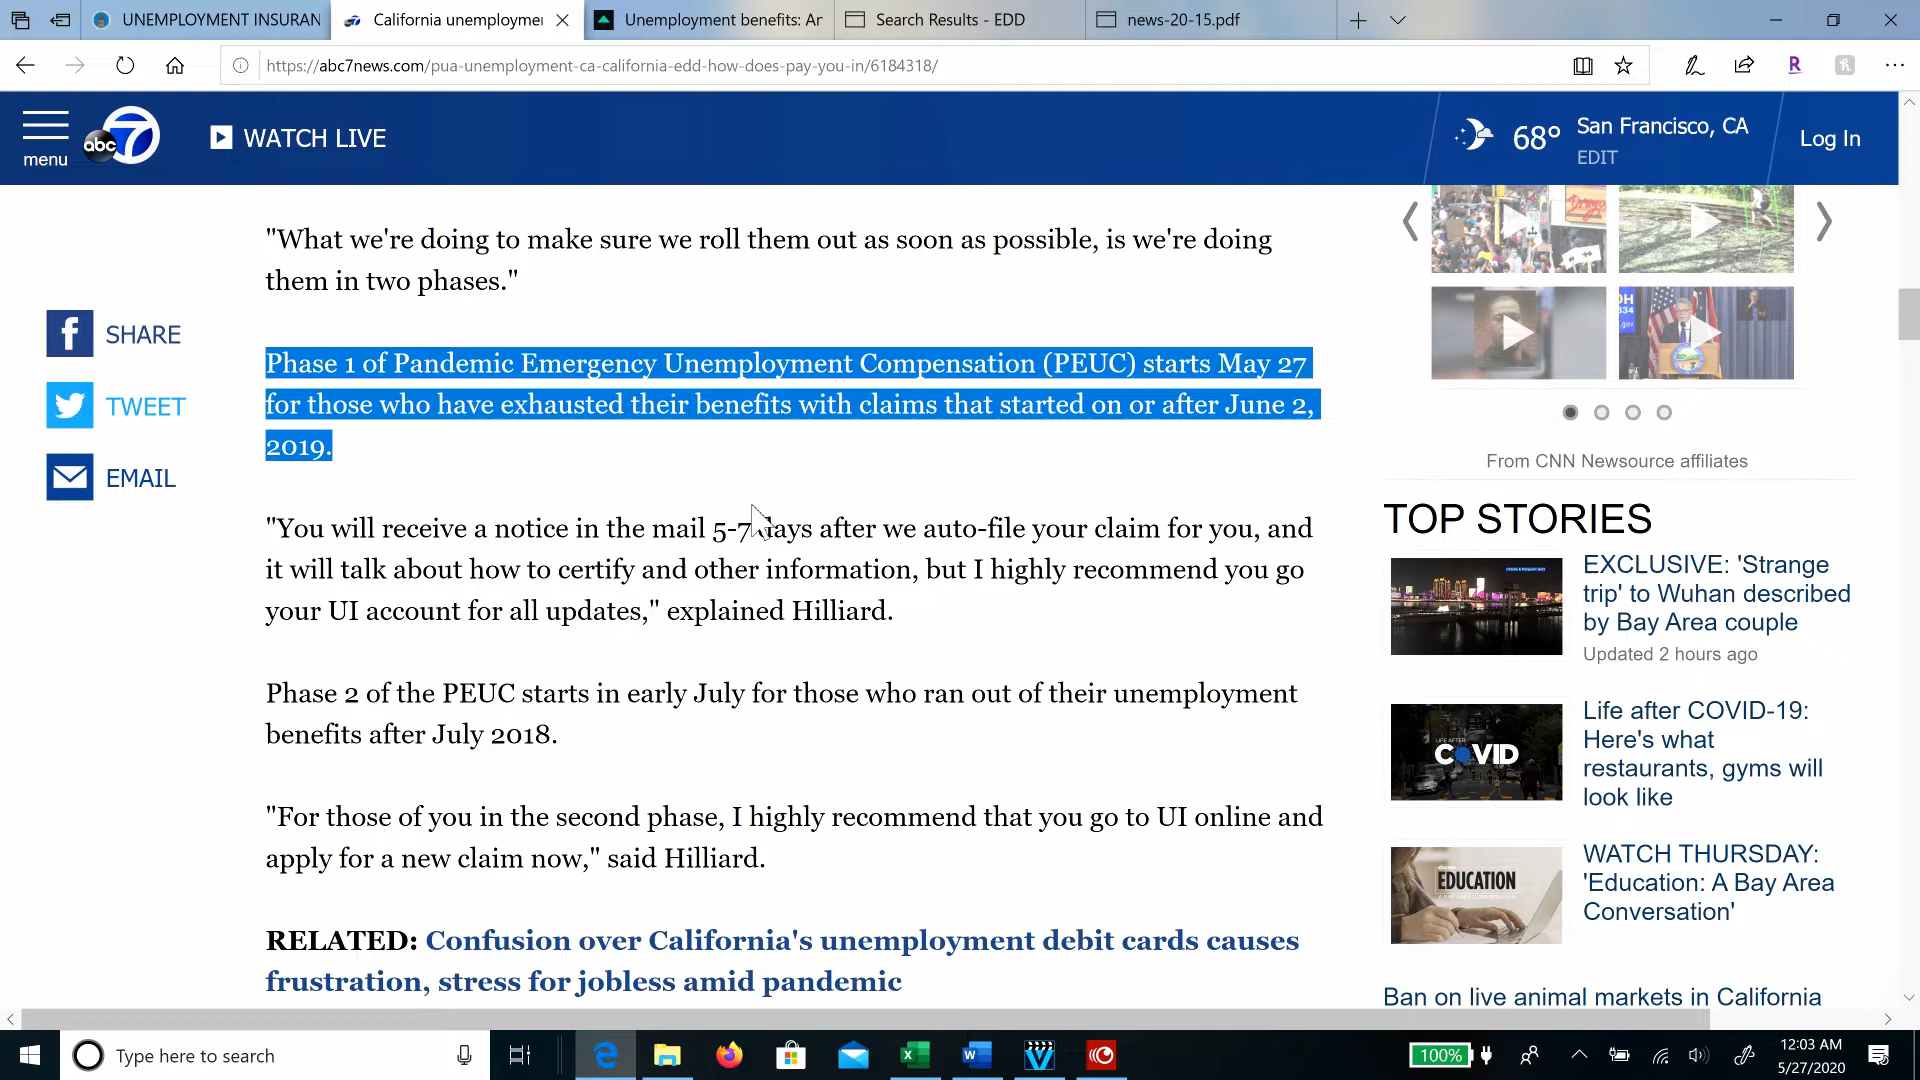 UNEMPLOYMENT INSURAN
California unemploymer
Unemployment benefits: Ar
Search Results - EDD
news-20-15.pdf
https://abc7news.com/pua-unemployment-ca-california-edd-how-does-pay-you-in/6184318/
R
menu
abc 7
WATCH LIVE
68°
San Francisco, CA
EDIT
Log In
"What we're doing to make sure we roll them out as soon as possible, is we're doing
them in two phases."
SHARE
TWEET
EMAIL
Phase 1 of Pandemic Emergency Unemployment Compensation (PEUC) starts May 27
for those who have exhausted their benefits with claims that started on or after June 2,
2019.
"You will receive a notice in the mail 5-7 days after we auto-file your claim for you, and
it will talk about how to certify and other information, but I highly recommend you go
your UI account for all updates," explained Hilliard.
Phase 2 of the PEUC starts in early July for those who ran out of their unemployment
benefits after July 2018.
"For those of you in the second phase, I highly recommend that you go to UI online and
apply for a new claim now," said Hilliard.
RELATED: Confusion over California's unemployment debit cards causes
frustration, stress for jobless amid pandemic
From CNN Newsource affiliates
TOP STORIES
EXCLUSIVE: 'Strange
trip' to Wuhan described
by Bay Area couple
Updated 2 hours ago
COVID
Life after COVID-19:
Here's what
restaurants, gyms will
look like
EDUCATION
WATCH THURSDAY:
'Education: A Bay Area
Conversation'
Ban on live animal markets in California
Type here to search
100%
12:03 AM
5/27/2020